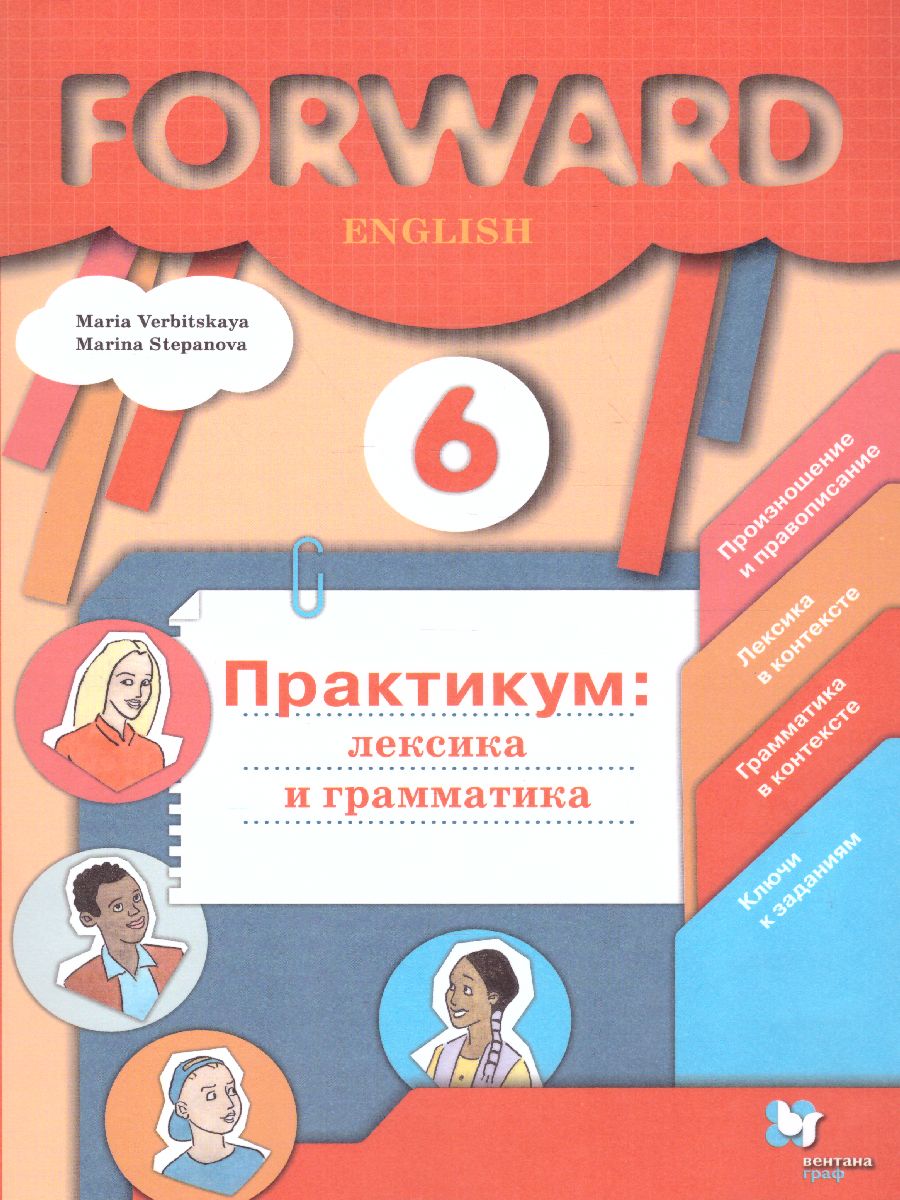 FORWARD
ENGLISH
Maria Verbitskaya
Marina Stepanova
6
Произношение
и правописание
Лексика
в контексте
Грамматика
в контексте
Ключи
к заданиям
Практикум:
лексика
и грамматика
вентана
граф